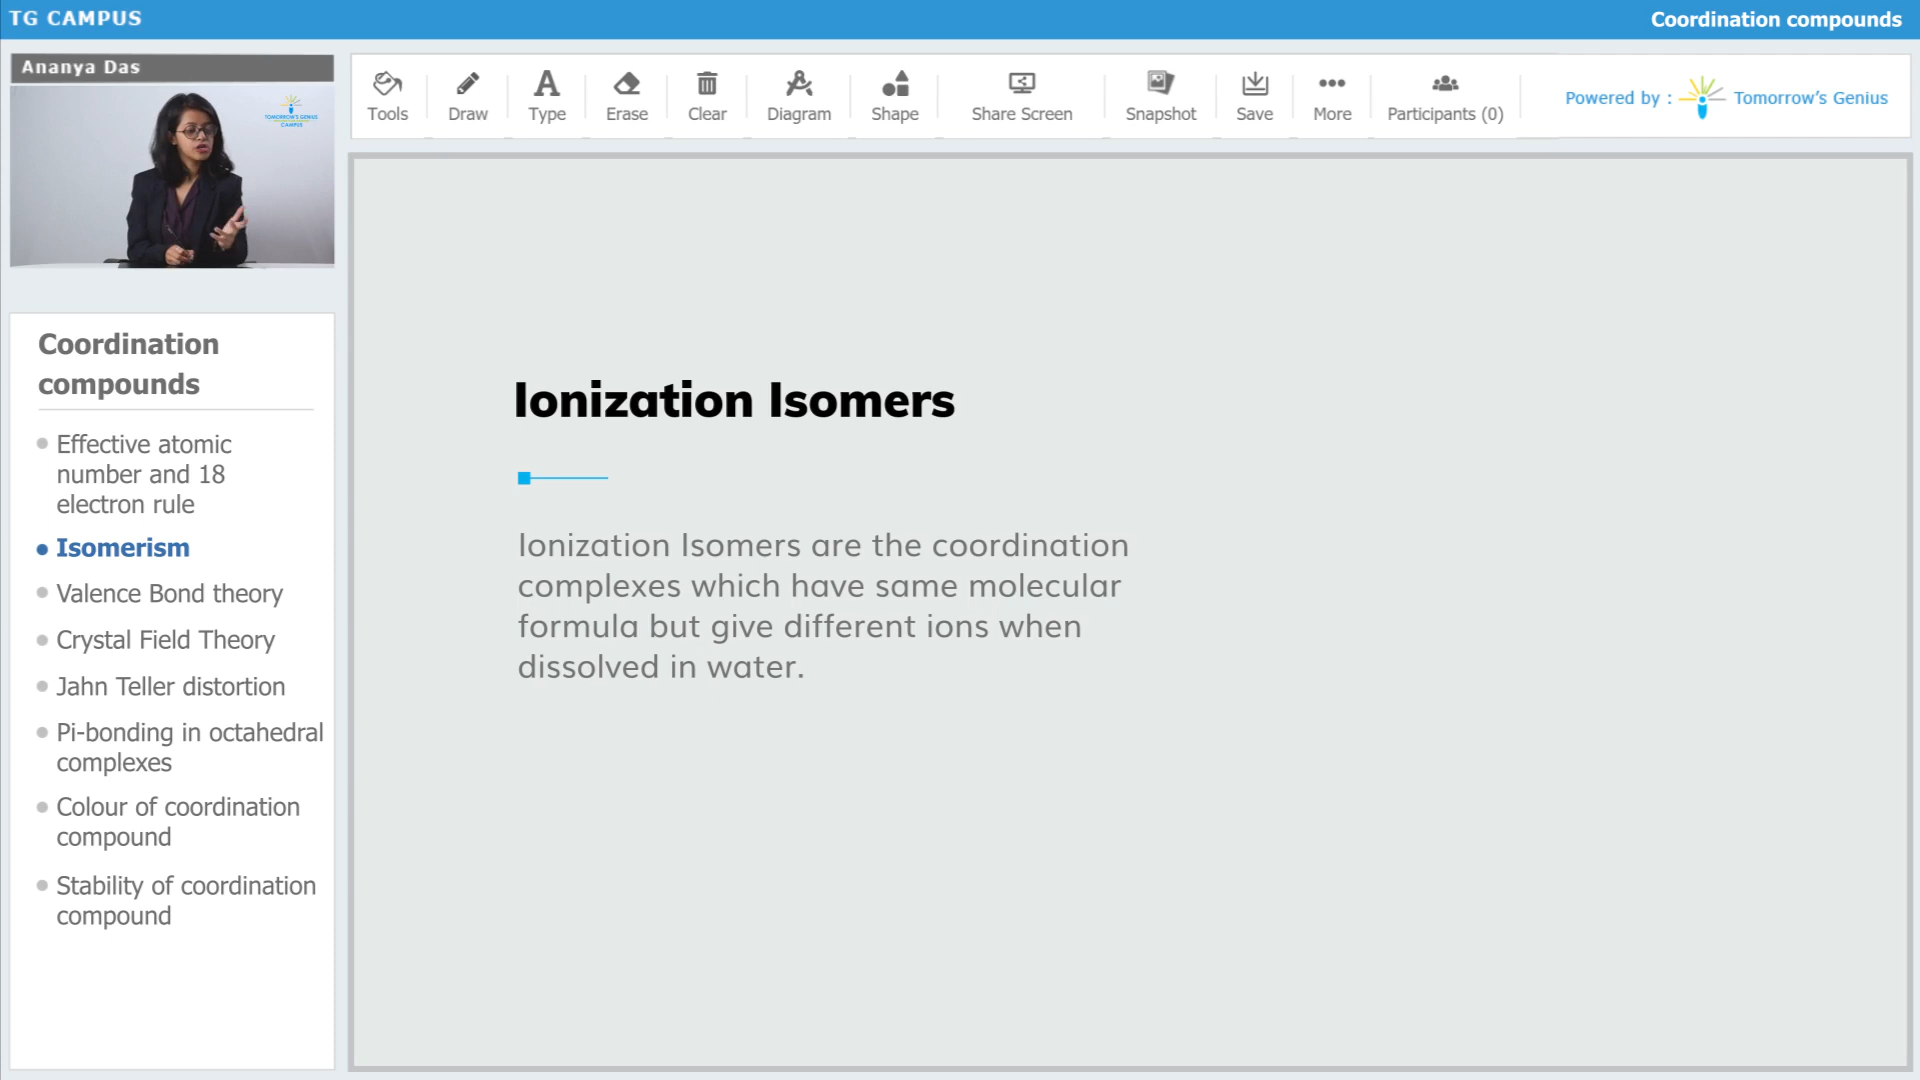 TG CAMPUS
Coordination compounds
Ananya Das
TOMORROW'S GENIUS
CAMPUS
Tools
Draw
Type
Erase
Clear
Diagram
Shape
Share Screen
Snapshot
Save
More
Participants (0)
Powered by :
Tomorrow's Genius
Coordination
compounds
Effective atomic
number and 18
electron rule
Isomerism
Valence Bond theory
Crystal Field Theory
Jahn Teller distortion
Pi-bonding in octahedral
complexes
Colour of coordination
compound
Stability of coordination
compound
Ionization Isomers
Ionization Isomers are the coordination
complexes which have same molecular
formula but give different ions when
dissolved in water.